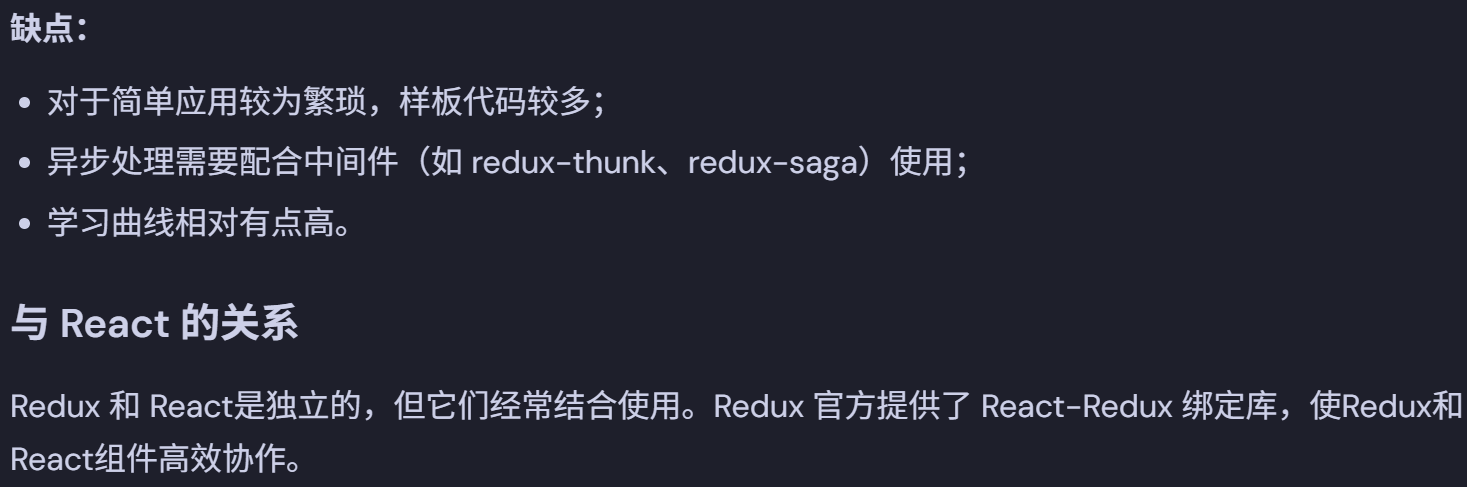 缺点：
对于简单应用较为繁琐，样板代码较多；
异步处理需要配合中间件（如 redux-thunk、redux-saga）使用；
学习曲线相对有点高。
与 React 的关系
Redux 和 React是独立的，但它们经常结合使用。Redux 官方提供了 React-Redux 绑定库，使Redux和
React组件高效协作。